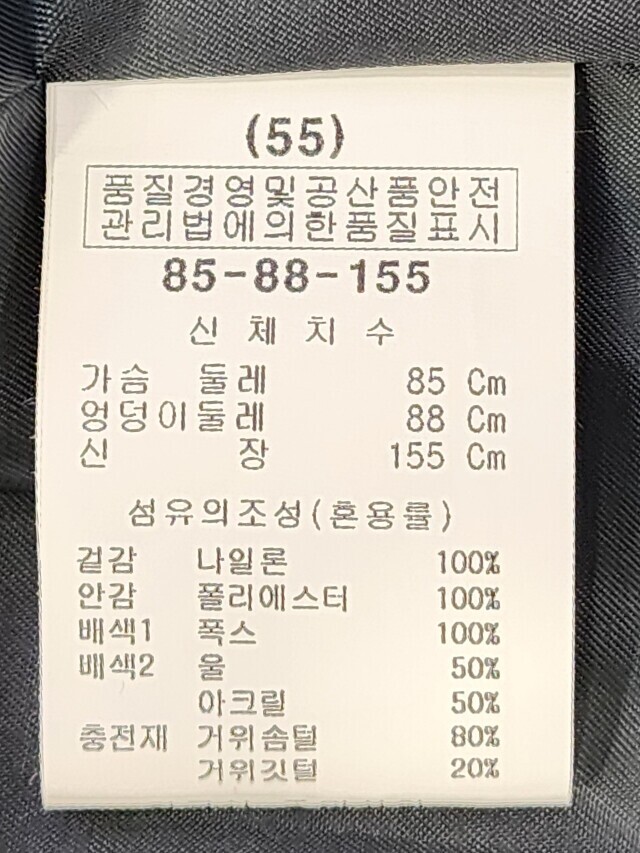 (55)
품질경영및공산품안전
관리법에의한품질표시
85-88-155
신 체 치 수
가슴 둘레 85 Cm
엉덩이둘레 88 Cm
신 장 155 Cm
섬유의조성(혼용률)
겉감 나일론 100%
안감 폴리에스터 100%
배색1 폭스 100%
배색2 울 50%
아크릴 50%
충전재 거위솜털 80%
거위깃털 20%